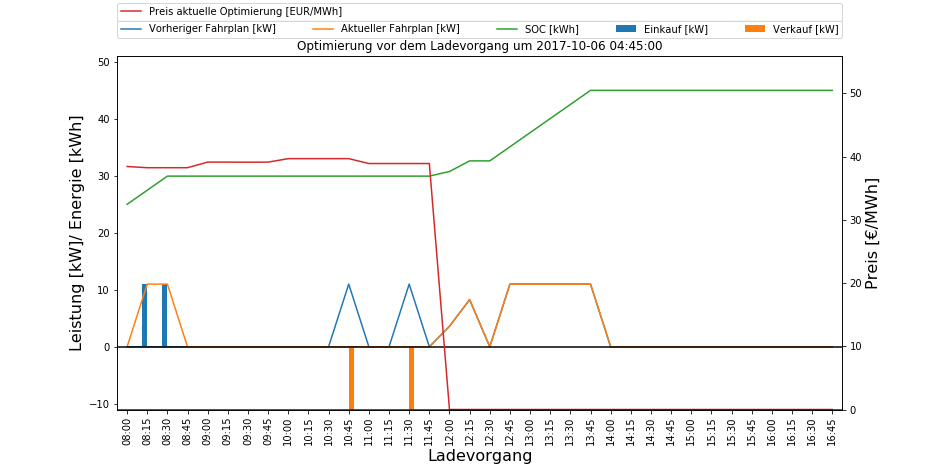 Preis aktuelle Optimierung [EUR/MWh]
Vorheriger Fahrplan [kW] Aktueller Fahrplan [kW] SOC [kWh] Einkauf [kW] Verkauf [kW]
Optimierung vor dem Ladevorgang um 2017-10-06 04:45:00
Leistung [kW]/ Energie [kWh]
50
40
30
20
10
0
−10
Preis [€/MWh]
50
40
30
20
10
0
08:00 08:15 08:30 08:45 09:00 09:15 09:30 09:45 10:00 10:15 10:30 10:45 11:00 11:15 11:30 11:45 12:00 12:15 12:30 12:45 13:00 13:15 13:30 13:45 14:00 14:15 14:30 14:45 15:00 15:15 15:30 15:45 16:00 16:15 16:30 16:45
Ladevorgang